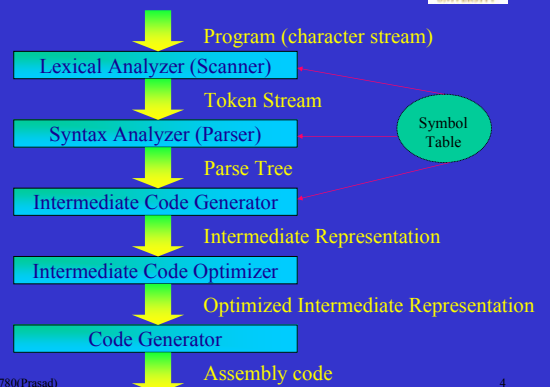 Program (character stream)
Lexical Analyzer (Scanner)
Token Stream
Syntax Analyzer (Parser)
Symbol
Table
Parse Tree
Intermediate Code Generator
Intermediate Representation
Intermediate Code Optimizer
Optimized Intermediate Representation
Code Generator
Assembly code
780(Prasad)
4